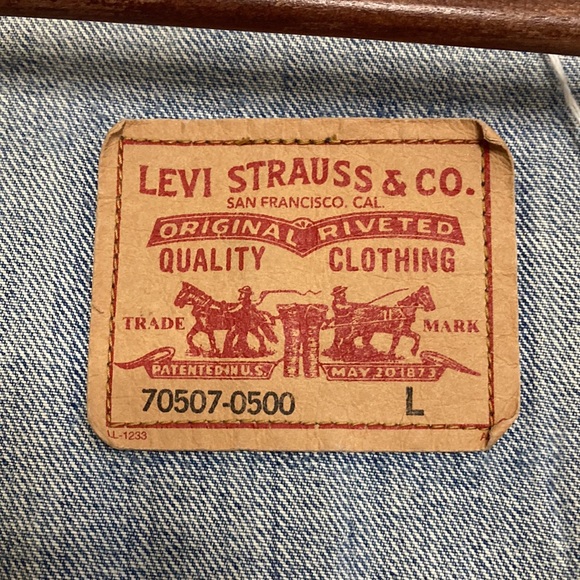 LEVI STRAUSS & CO.
SAN FRANCISCO, CAL.
ORIGINAL RIVETED
QUALITY CLOTHING
TRADE MARK
PATENTED IN U.S. MAY 20 1873
70507-0500 L
LL-1233